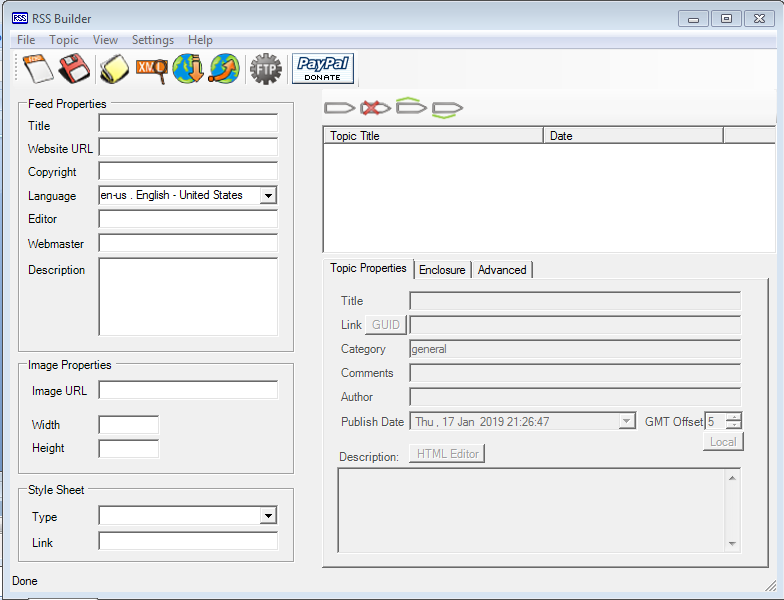 RSS RSS Builder
File Topic View Settings Help
XML FTP PayPal
DONATE
Feed Properties
Title
Website URL
Copyright
Language en-us . English - United States
Editor
Webmaster
Description
Image Properties
Image URL
Width
Height
Style Sheet
Type
Link
Topic Title Date
Topic Properties Enclosure Advanced
Title
Link GUID
Category general
Comments
Author
Publish Date Thu , 17 Jan 2019 21:26:47 GMT Offset 5
Local
Description: HTML Editor
Done